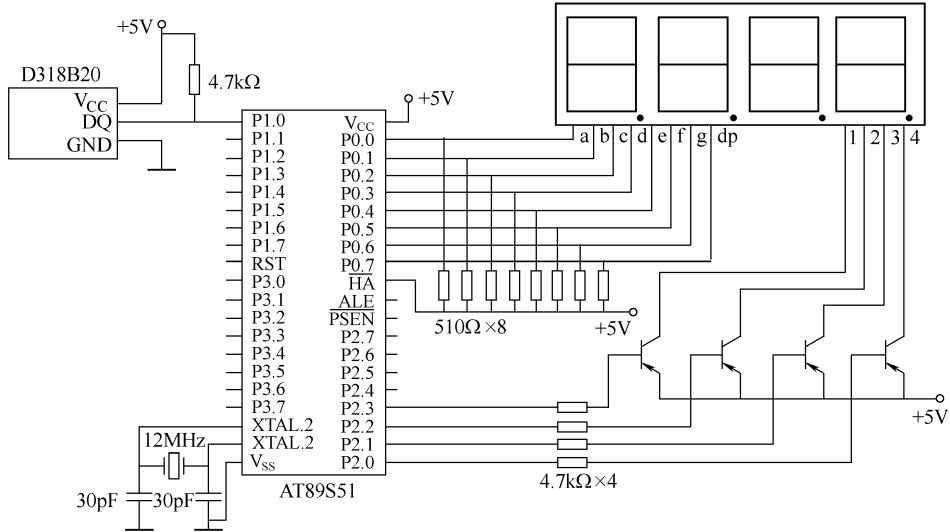 +5V
D318B20
4.7kΩ
VCC
DQ
GND
+5V
a b c d e f g dp
1 2 3 4
P1.0
P1.1
P1.2
P1.3
P1.4
P1.5
P1.6
P1.7
RST
P3.0
P3.1
P3.2
P3.3
P3.4
P3.5
P3.6
P3.7
XTAL.2
XTAL.2
VSS
VCC
P0.0
P0.1
P0.2
P0.3
P0.4
P0.5
P0.6
P0.7
HA
ALE
PSEN
P2.7
P2.6
P2.5
P2.4
P2.3
P2.2
P2.1
P2.0
510Ω×8
+5V
+5V
12MHz
30pF
30pF
AT89S51
4.7kΩ×4